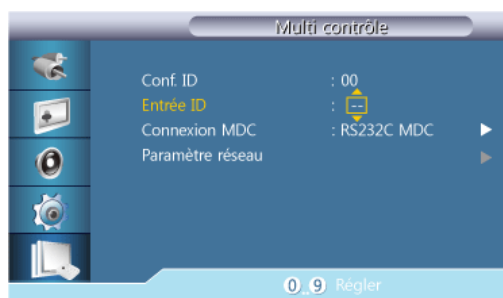 Multi contrôle
Conf. ID : 00
Entrée ID : --
Connexion MDC : RS232C MDC
Paramètre réseau
0..9 Régler